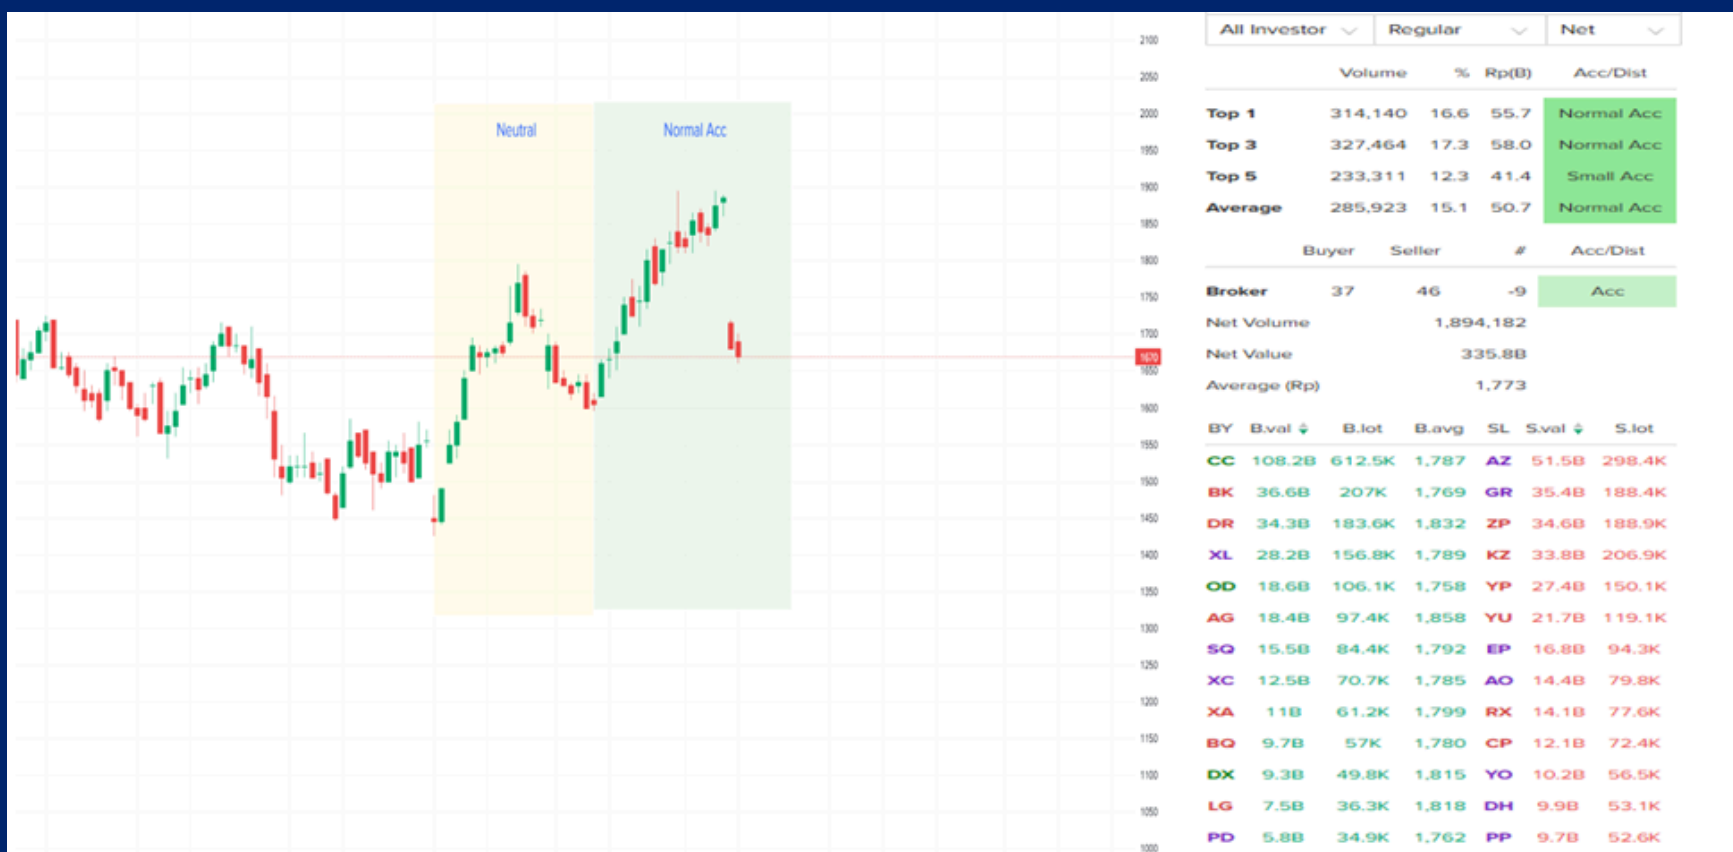 Neutral
Normal Acc
2100
2050
2000
1950
1900
1850
1800
1750
1700
1670
1650
1600
1550
1500
1450
1400
1350
1300
1250
1200
1150
1100
1050
1000
All Investor Regular Net
Volume % Rp(B) Acc/Dist
Top 1 314,140 16.6 55.7 Normal Acc
Top 3 327,464 17.3 58.0 Normal Acc
Top 5 233,311 12.3 41.4 Small Acc
Average 285,923 15.1 50.7 Normal Acc
Buyer Seller # Acc/Dist
Broker 37 46 -9 Acc
Net Volume 1,894,182
Net Value 335.8B
Average (Rp) 1,773
BY B.val B.lot B.avg SL S.val S.lot
CC 108.2B 612.5K 1,787 AZ 51.5B 298.4K
BK 36.6B 207K 1,769 GR 35.4B 188.4K
DR 34.3B 183.6K 1,832 ZP 34.6B 188.9K
XL 28.2B 156.8K 1,789 KZ 33.8B 206.9K
OD 18.6B 106.1K 1,758 YP 27.4B 150.1K
AG 18.4B 97.4K 1,858 YU 21.7B 119.1K
SQ 15.5B 84.4K 1,792 EP 16.8B 94.3K
XC 12.5B 70.7K 1,785 AO 14.4B 79.8K
XA 11B 61.2K 1,799 RX 14.1B 77.6K
BQ 9.7B 57K 1,780 CP 12.1B 72.4K
DX 9.3B 49.8K 1,815 YO 10.2B 56.5K
LG 7.5B 36.3K 1,818 DH 9.9B 53.1K
PD 5.8B 34.9K 1,762 PP 9.7B 52.6K